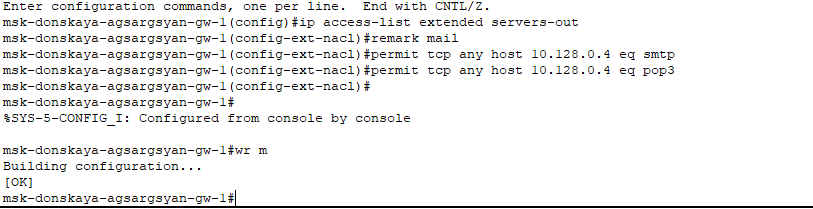 Enter configuration commands, one per line.  End with CNTL/Z.
msk-donskaya-agsargsyan-gw-1(config)#ip access-list extended servers-out
msk-donskaya-agsargsyan-gw-1(config-ext-nacl)#remark mail
msk-donskaya-agsargsyan-gw-1(config-ext-nacl)#permit tcp any host 10.128.0.4 eq smtp
msk-donskaya-agsargsyan-gw-1(config-ext-nacl)#permit tcp any host 10.128.0.4 eq pop3
msk-donskaya-agsargsyan-gw-1(config-ext-nacl)#
msk-donskaya-agsargsyan-gw-1#
%SYS-5-CONFIG_I: Configured from console by console
msk-donskaya-agsargsyan-gw-1#wr m
Building configuration...
[OK]
msk-donskaya-agsargsyan-gw-1#